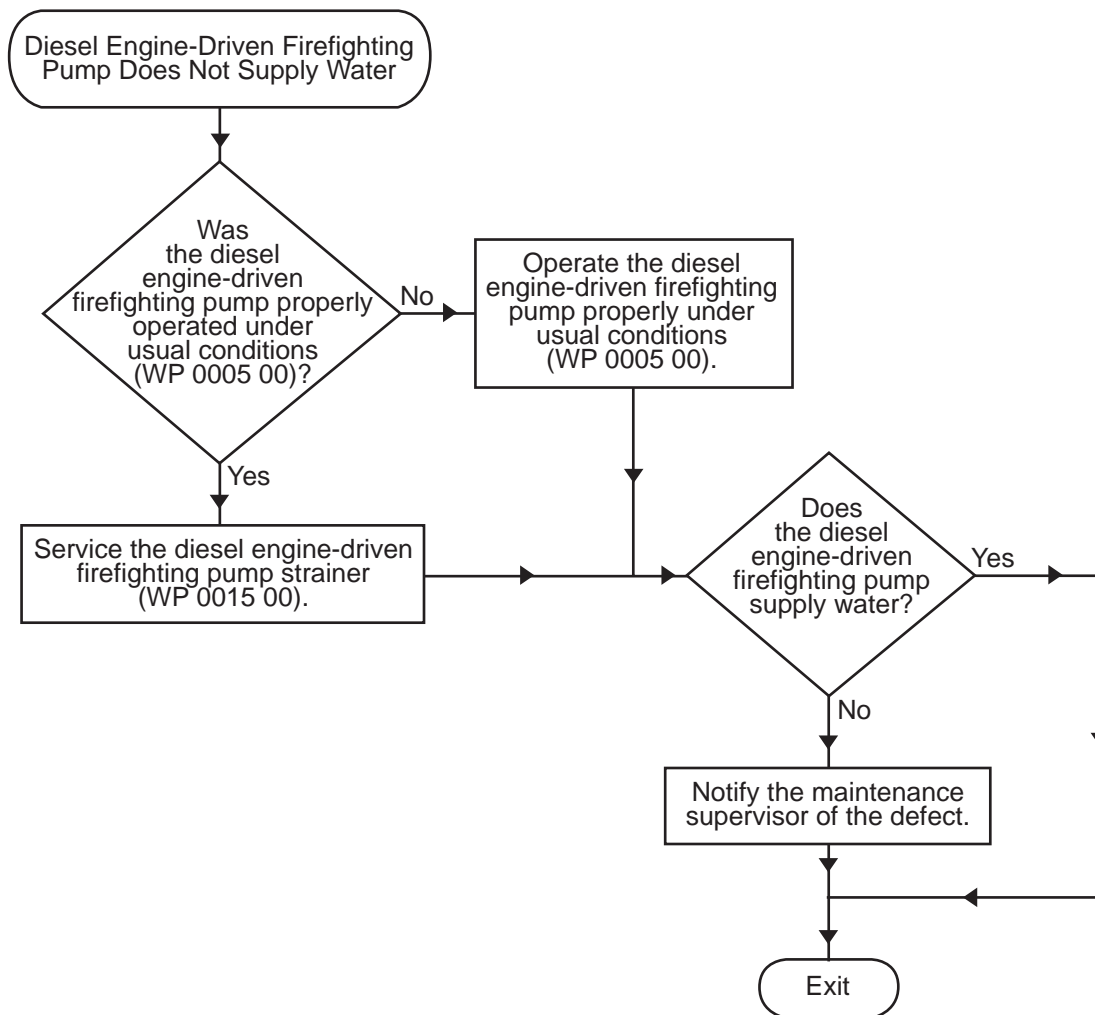 Diesel Engine-Driven Firefighting
Pump Does Not Supply Water
Was
the diesel
engine-driven
firefighting pump properly
operated under
usual conditions
(WP 0005 00)?
No
Operate the diesel
engine-driven firefighting
pump properly under
usual conditions
(WP 0005 00).
Yes
Service the diesel engine-driven
firefighting pump strainer
(WP 0015 00).
Does
the diesel
engine-driven
firefighting pump
supply water?
Yes
No
Notify the maintenance
supervisor of the defect.
Exit